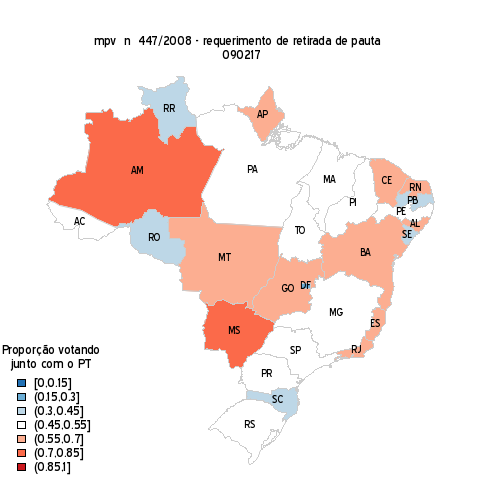 mpv n 447/2008 - requerimento de retirada de pauta
090217
RR
AP
AM
PA
MA
CE
RN
PB
PI
PE
AC
AL
RO
TO
SE
BA
MT
GO
DF
MG
MS
ES
SP
RJ
PR
SC
RS
Proporção votando
junto com o PT
[0,0.15]
(0.15,0.3]
(0.3,0.45]
(0.45,0.55]
(0.55,0.7]
(0.7,0.85]
(0.85,1]